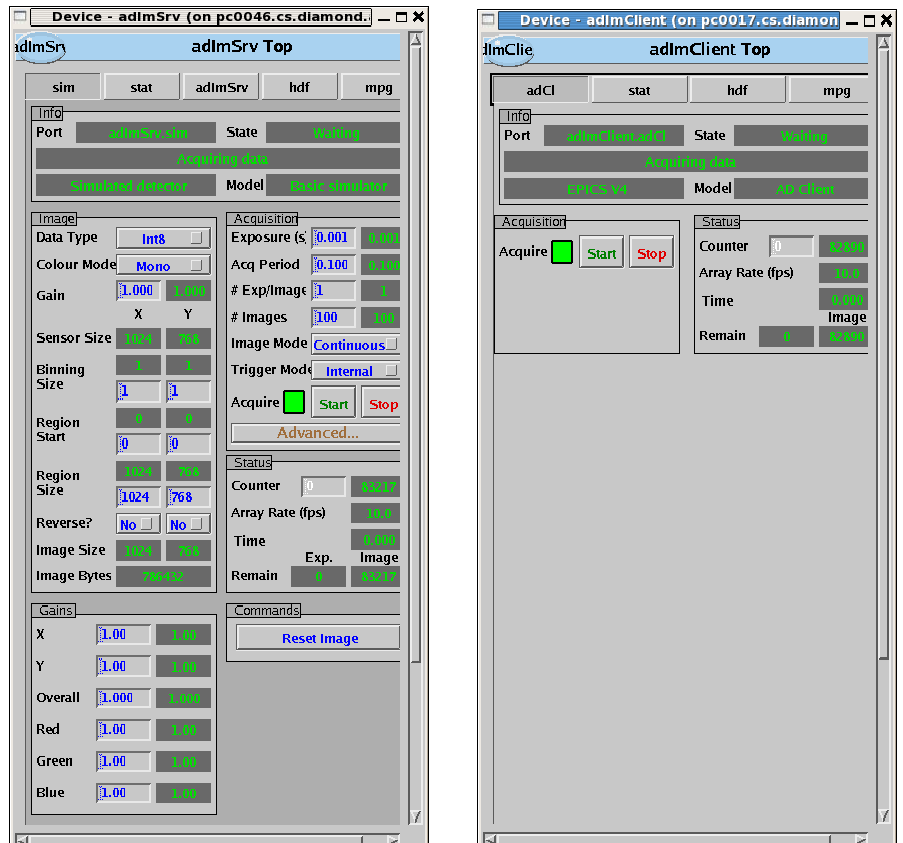 Device - adImSrv (on pc0046.cs.diamond.
adImSrv
adImSrv Top
sim stat adImSrv hdf mpg
Info
Port adImSrv.sim State Waiting
Acquiring data
Simulated detector Model Basic simulator
Image
Data Type Int8
Colour Mode Mono
Gain 1.000 1.000
X Y
Sensor Size 1024 768
Binning 1 1
Size
1 1
Region 0 0
Start
0 0
Region 1024 768
Size
1024 768
Reverse? No No
Image Size 1024 768
Image Bytes 786432
Acquisition
Exposure (s) 0.001 0.001
Acq Period 0.100 0.100
# Exp/Image 1 1
# Images 100 100
Image Mode Continuous
Trigger Mode Internal
Acquire Start Stop
Advanced...
Status
Counter 0 83217
Array Rate (fps) 10.0
Time 0.000
Exp. Image
Remain 0 83217
Gains
X 1.00 1.00
Y 1.00 1.00
Overall 1.000 1.000
Red 1.00 1.00
Green 1.00 1.00
Blue 1.00 1.00
Commands
Reset Image
Device - adImClient (on pc0017.cs.diamon
dImClie
adImClient Top
adCl stat hdf mpg
Info
Port adImClient.adCl State Waiting
Acquiring data
EPICS V4 Model AD Client
Acquisition
Acquire Start Stop
Status
Counter 0 82890
Array Rate (fps) 10.0
Time 0.000
Image
Remain 0 82890